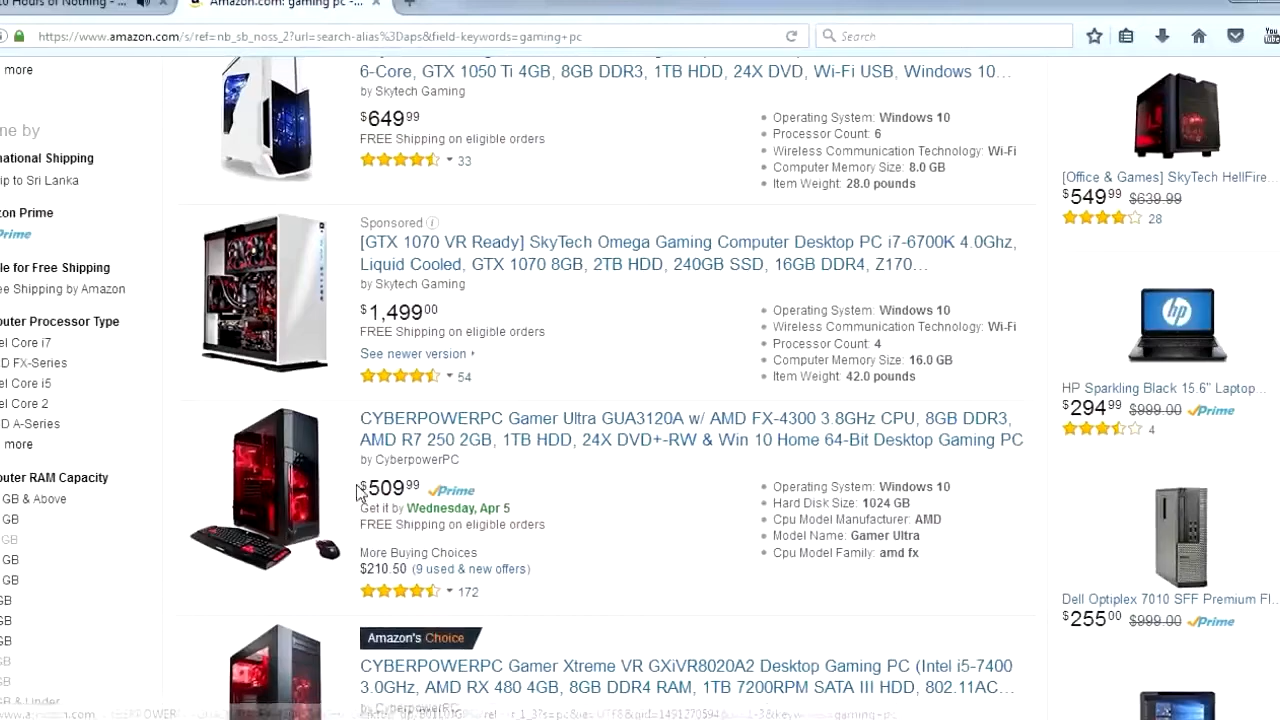 10 Hours of Nothing - ...
Amazon.com: gaming pc -...
https://www.amazon.com/s/ref=nb_sb_noss_2?url=search-alias%3Daps&field-keywords=gaming+pc
Search
You
more
6-Core, GTX 1050 Ti 4GB, 8GB DDR3, 1TB HDD, 24X DVD, Wi-Fi USB, Windows 10...
by Skytech Gaming
$649 99
FREE Shipping on eligible orders
33
Operating System: Windows 10
Processor Count: 6
Wireless Communication Technology: Wi-Fi
Computer Memory Size: 8.0 GB
Item Weight: 28.0 pounds
Sponsored
[GTX 1070 VR Ready] SkyTech Omega Gaming Computer Desktop PC i7-6700K 4.0Ghz,
Liquid Cooled, GTX 1070 8GB, 2TB HDD, 240GB SSD, 16GB DDR4, Z170...
by Skytech Gaming
$1,499 00
FREE Shipping on eligible orders
See newer version
54
Operating System: Windows 10
Wireless Communication Technology: Wi-Fi
Processor Count: 4
Computer Memory Size: 16.0 GB
Item Weight: 42.0 pounds
CYBERPOWERPC Gamer Ultra GUA3120A w/ AMD FX-4300 3.8GHz CPU, 8GB DDR3,
AMD R7 250 2GB, 1TB HDD, 24X DVD+-RW & Win 10 Home 64-Bit Desktop Gaming PC
by CyberpowerPC
$509 99 Prime
Get it by Wednesday, Apr 5
FREE Shipping on eligible orders
More Buying Choices
$210.50 (9 used & new offers)
172
Operating System: Windows 10
Hard Disk Size: 1024 GB
Cpu Model Manufacturer: AMD
Model Name: Gamer Ultra
Cpu Model Family: amd fx
Amazon's Choice
CYBERPOWERPC Gamer Xtreme VR GXiVR8020A2 Desktop Gaming PC (Intel i5-7400
3.0GHz, AMD RX 480 4GB, 8GB DDR4 RAM, 1TB 7200RPM SATA III HDD, 802.11AC...
by CyberpowerPC
ne by
national Shipping
ip to Sri Lanka
zon Prime
Prime
le for Free Shipping
ee Shipping by Amazon
uter Processor Type
el Core i7
D FX-Series
el Core i5
el Core 2
D A-Series
more
uter RAM Capacity
GB & Above
GB
GB
GB
GB
GB
GB
GB
GB
GB
GB & Under
[Office & Games] SkyTech HellFire...
$549 99 $639.99
28
HP Sparkling Black 15.6" Laptop...
$294 99 $999.00 Prime
4
Dell Optiplex 7010 SFF Premium Fl...
$255 00 $999.00 Prime